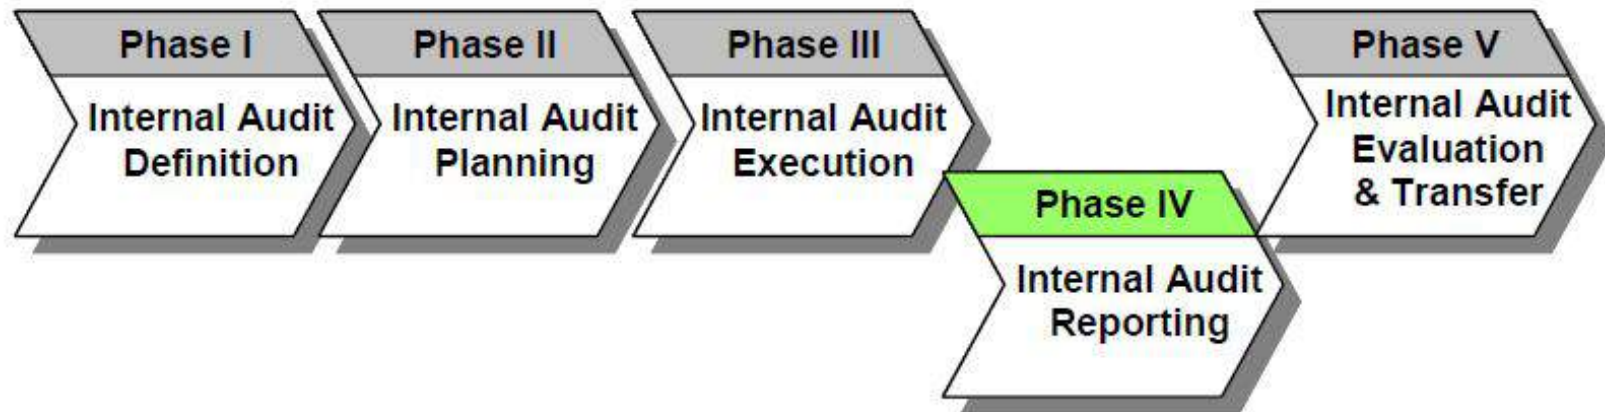 Phase I
Internal Audit
Definition
Phase II
Internal Audit
Planning
Phase III
Internal Audit
Execution
Phase IV
Internal Audit
Reporting
Phase V
Internal Audit
Evaluation
& Transfer